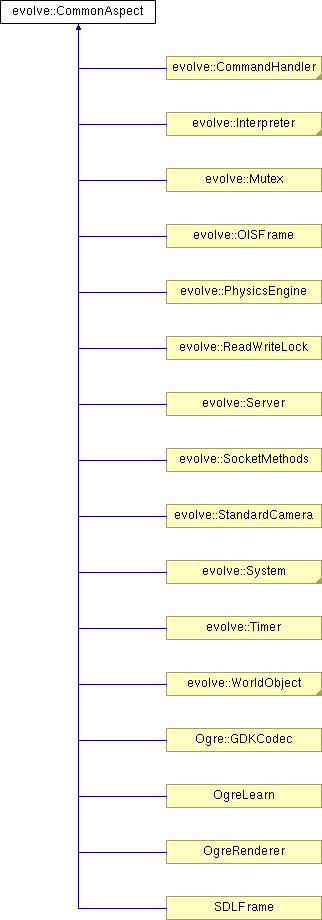 evolve::CommonAspect
evolve::CommandHandler
evolve::Interpreter
evolve::Mutex
evolve::OISFrame
evolve::PhysicsEngine
evolve::ReadWriteLock
evolve::Server
evolve::SocketMethods
evolve::StandardCamera
evolve::System
evolve::Timer
evolve::WorldObject
Ogre::GDKCodec
OgreLearn
OgreRenderer
SDLFrame